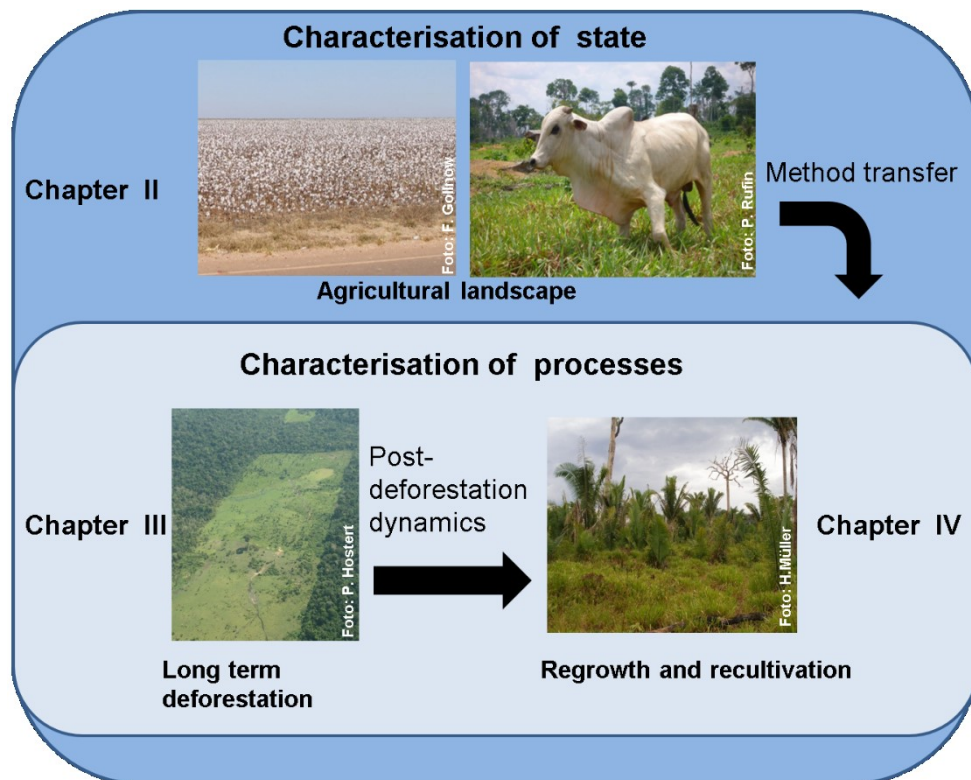 Characterisation of state
Chapter II
Foto; F. Gollnow
Foto: P. Rufin
Method transfer
Agricultural landscape
Characterisation of processes
Chapter III
Foto: P. Hostert
Post-
deforestation
dynamics
Foto: H.Müller
Chapter IV
Long term
deforestation
Regrowth and recultivation